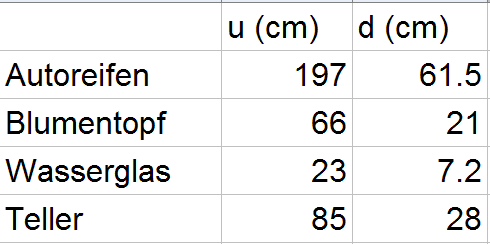 u (cm) d (cm)
Autoreifen 197 61.5
Blumentopf 66 21
Wasserglas 23 7.2
Teller 85 28